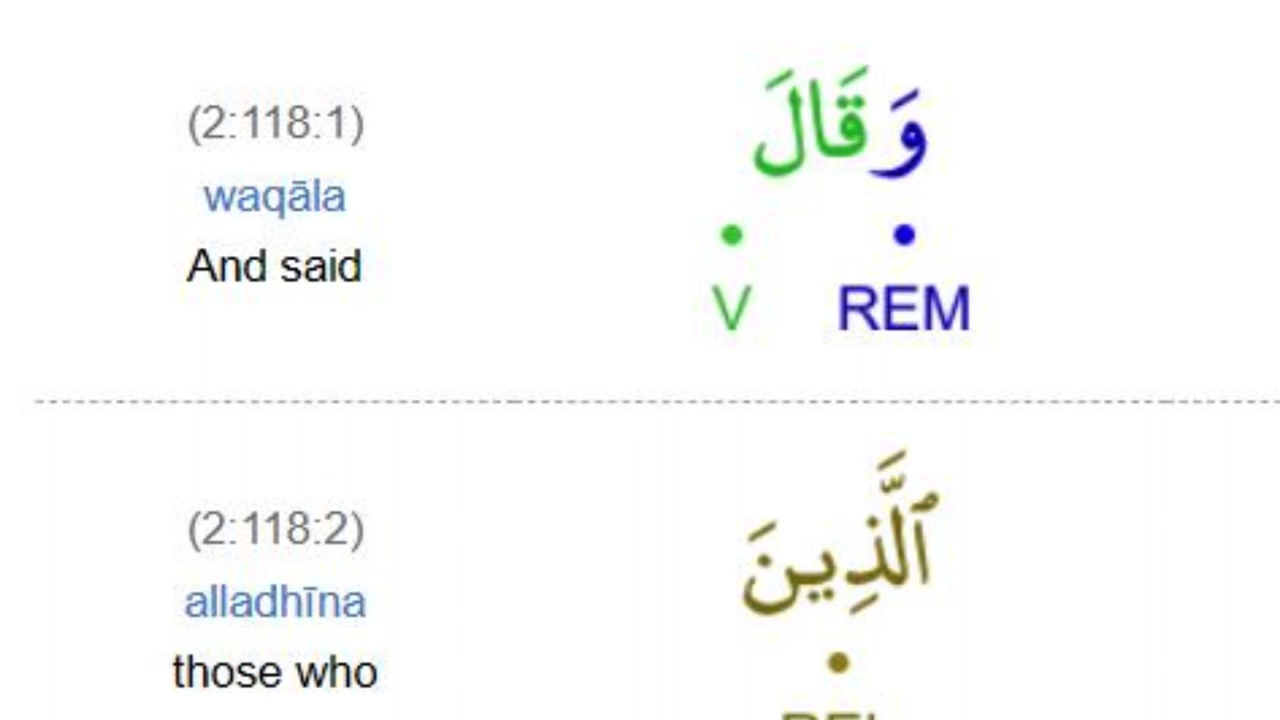 (2:118:1)
waqāla
And said
وَقَالَ
V REM
(2:118:2)
alladhīna
those who
ٱلَّذِينَ